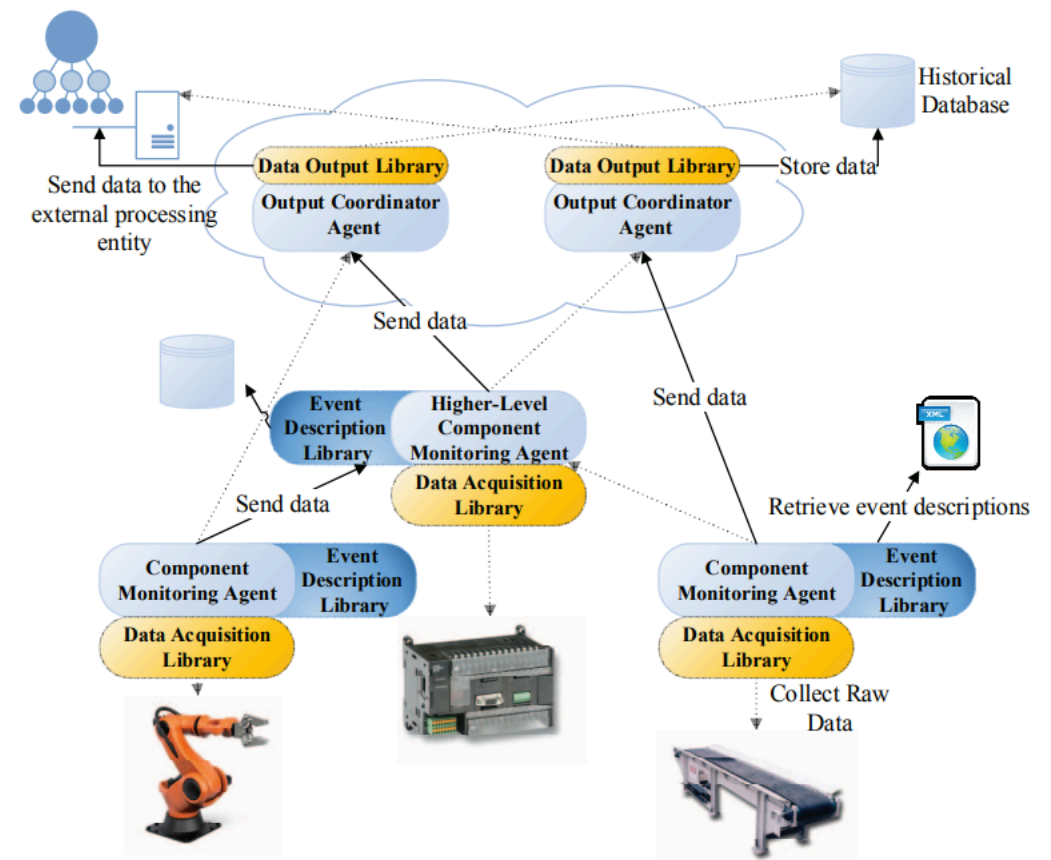 Historical
Database
Data Output Library
Output Coordinator
Agent
Data Output Library
Output Coordinator
Agent
Store data
Send data to the
external processing
entity
Send data
Event
Description
Library
Higher-Level
Component
Monitoring Agent
Data Acquisition
Library
Send data
XML
Retrieve event descriptions
Send data
Component
Monitoring Agent
Event
Description
Library
Data Acquisition
Library
Component
Monitoring Agent
Event
Description
Library
Data Acquisition
Library
Collect Raw
Data